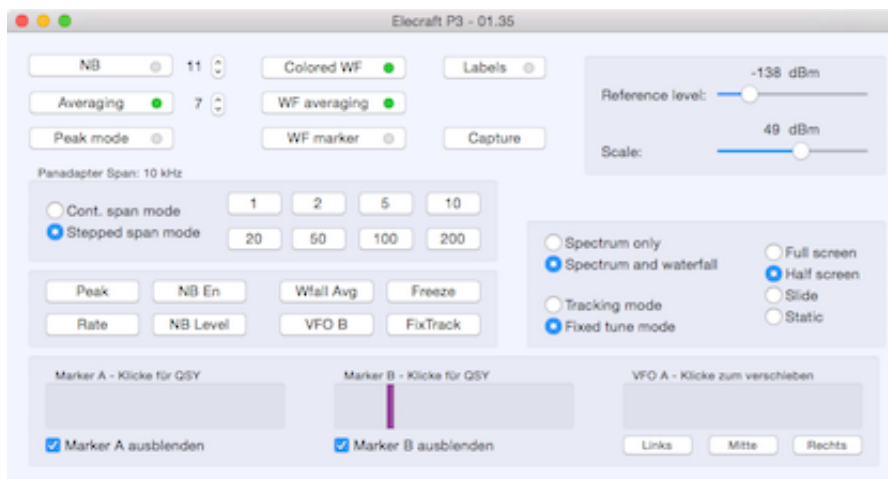 Elecraft P3 - 01.35
NB 11 Colored WF Labels
Averaging 7 WF averaging
Peak mode WF marker Capture
-138 dBm
Reference level:
49 dBm
Scale:
Panadapter Span: 10 kHz
Cont. span mode
Stepped span mode
1 2 5 10
20 50 100 200
Spectrum only
Spectrum and waterfall
Tracking mode
Fixed tune mode
Full screen
Half screen
Slide
Static
Peak NB En Wfall Avg Freeze
Rate NB Level VFO B FixTrack
Marker A - Klicke für QSY
Marker A ausblenden
Marker B - Klicke für QSY
Marker B ausblenden
VFO A - Klicke zum verschieben
Links Mitte Rechts